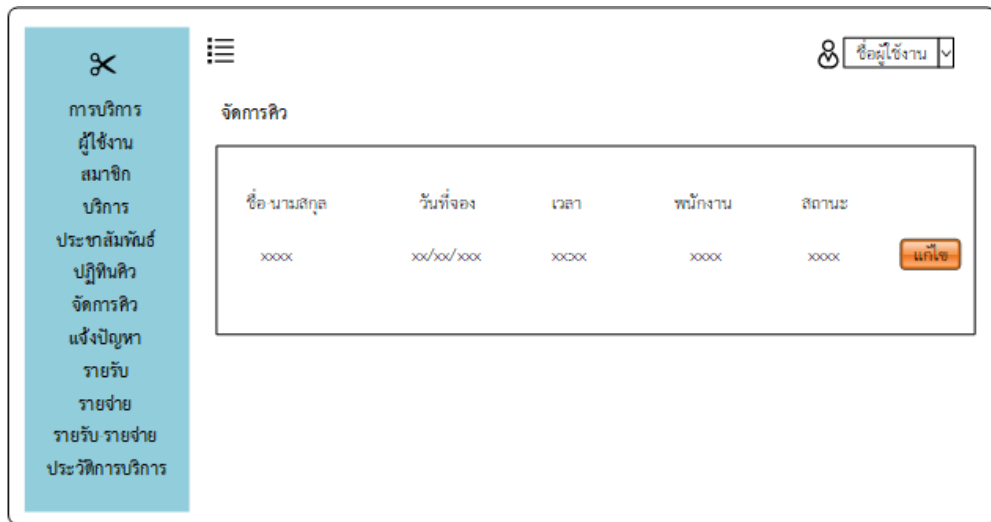 ชื่อผู้ใช้งาน
การบริการ
ผู้ใช้งาน
สมาชิก
บริการ
ประชาสัมพันธ์
ปฏิทินคิว
จัดการคิว
แจ้งปัญหา
รายรับ
รายจ่าย
รายรับ-รายจ่าย
ประวัติการบริการ
จัดการคิว
ชื่อ-นามสกุล วันที่จอง เวลา พนักงาน สถานะ
xxxx xx/xx/xxx xx:xx xxxx xxxx แก้ไข